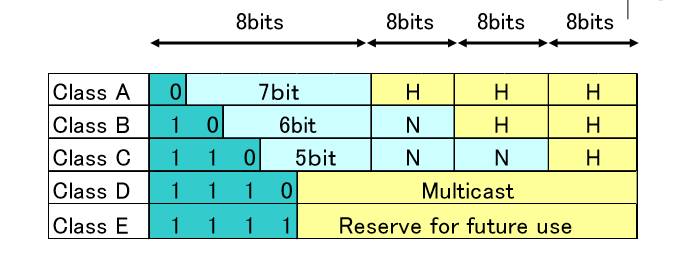 8bits 8bits 8bits 8bits
Class A 0 7bit H H H
Class B 1 0 6bit N H H
Class C 1 1 0 5bit N N H
Class D 1 1 1 0 Multicast
Class E 1 1 1 1 Reserve for future use